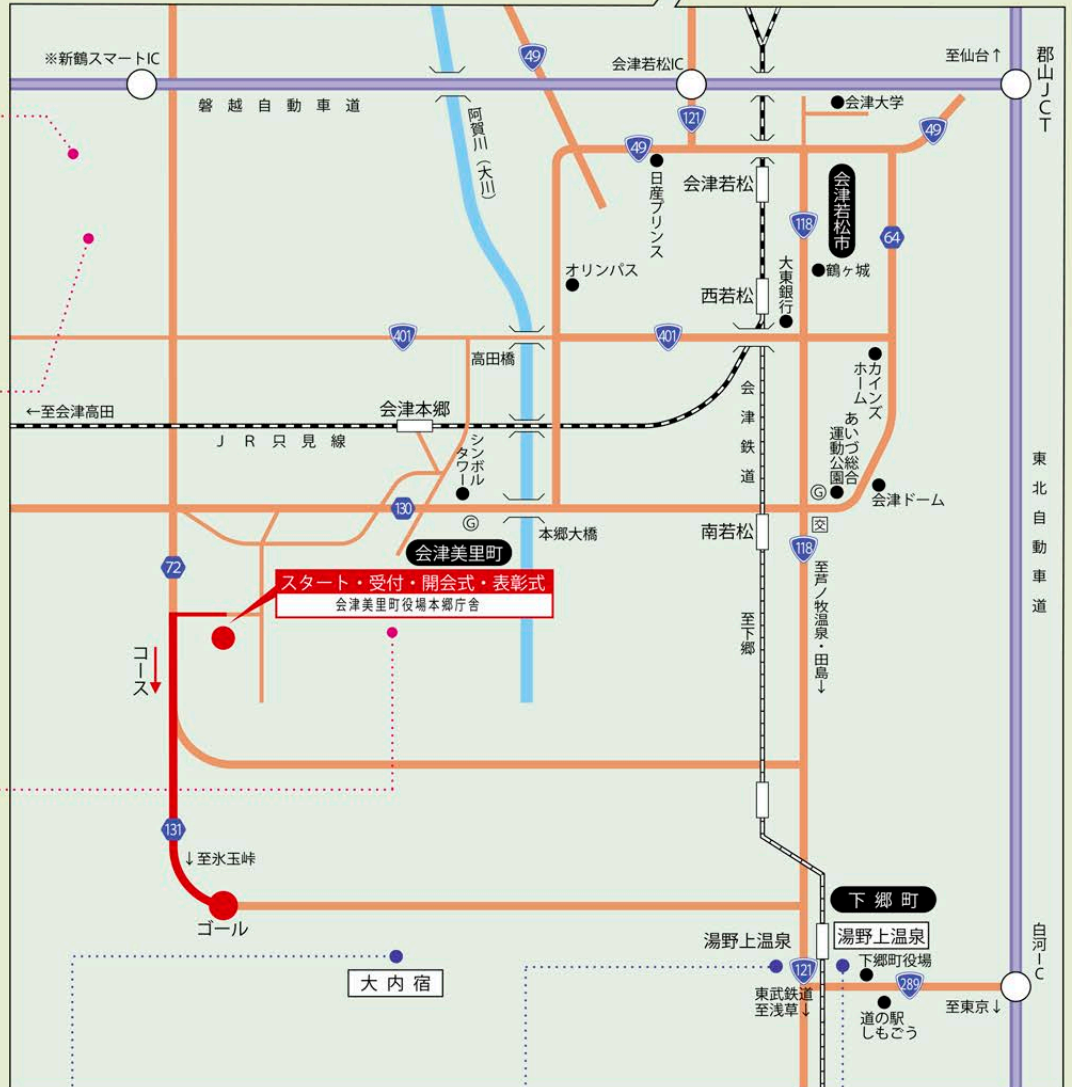 ※新鶴スマートIC
49
会津若松IC
至仙台↑
郡山JCT
磐越自動車道
阿賀川(大川)
121
会津大学
49
49
日産プリンス
会津若松
会津若松市
118
64
オリンパス
大東銀行
鶴ヶ城
西若松
401
401
高田橋
カインズ
ホーム
←至会津高田
会津本郷
JR只見線
会津鉄道
シンボル
タワー
あいづ総合
運動公園
G
会津ドーム
東北自動車道
130
G
本郷大橋
南若松
交
会津美里町
118
72
スタート・受付・開会式・表彰式
会津美里町役場本郷庁舎
至芦ノ牧温泉・田島↓
至下郷
コース
131
↓至氷玉峠
ゴール
下郷町
湯野上温泉
湯野上温泉
白河IC
大内宿
121
下郷町役場
289
東武鉄道
至浅草↓
道の駅
しもごう
至東京↓